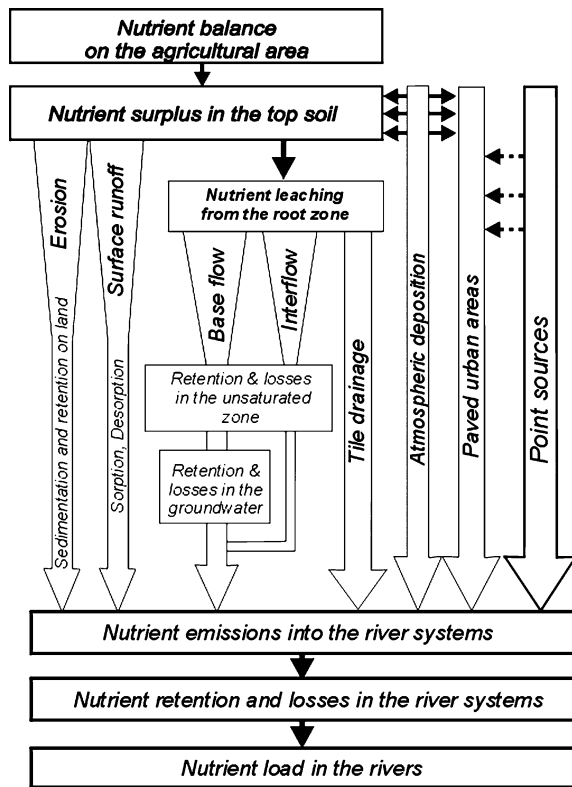 Nutrient balance
on the agricultural area
Nutrient surplus in the top soil
Nutrient leaching
from the root zone
Erosion
Surface runoff
Base flow
Interflow
Tile drainage
Atmospheric deposition
Paved urban areas
Point sources
Sedimentation and retention on land
Sorption, Desorption
Retention & losses
in the unsaturated
zone
Retention &
losses in the
groundwater
Nutrient emissions into the river systems
Nutrient retention and losses in the river systems
Nutrient load in the rivers